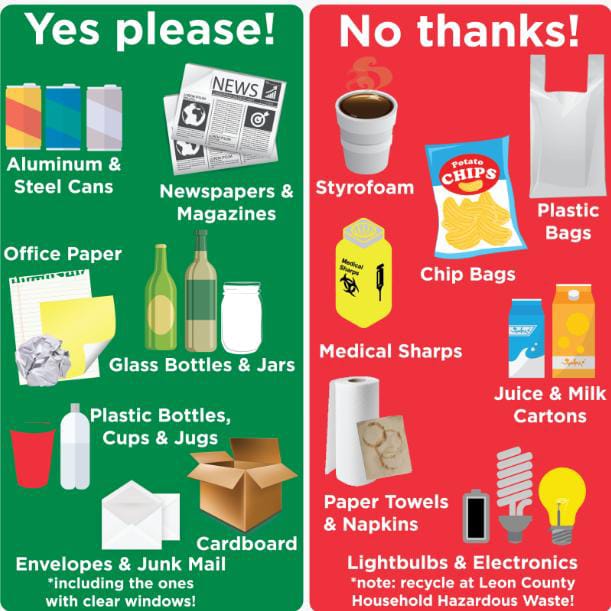 Yes please!
NEWS
Aluminum &
Steel Cans
Newspapers &
Magazines
Office Paper
Glass Bottles & Jars
Plastic Bottles,
Cups & Jugs
Cardboard
Envelopes & Junk Mail
*including the ones
with clear windows!
No thanks!
Styrofoam
Potato
CHIPS
Plastic
Bags
Chip Bags
Medical
Sharps
Medical Sharps
Juice & Milk
Cartons
Paper Towels
& Napkins
Lightbulbs & Electronics
*note: recycle at Leon County
Household Hazardous Waste!